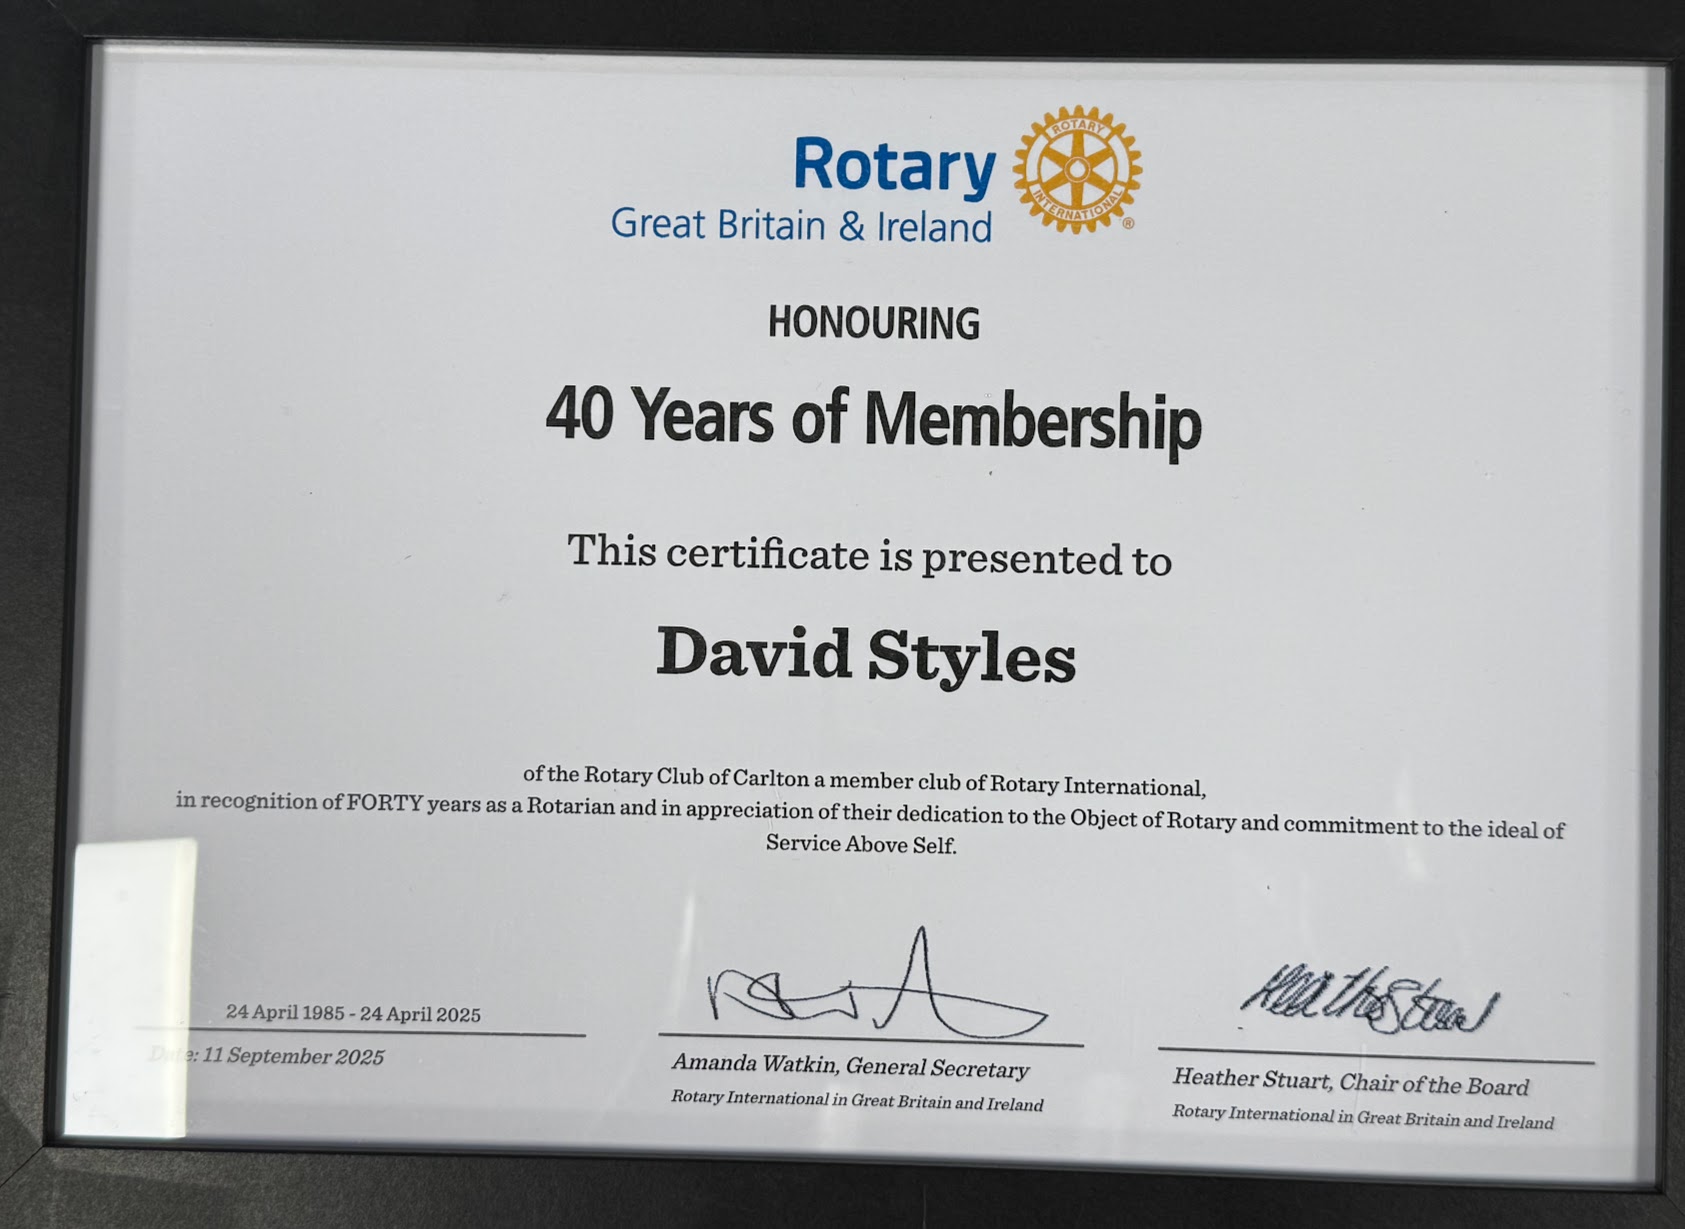 Rotary
Great Britain & Ireland
ROTARY
INTERNATIONAL
®
HONOURING
40 Years of Membership
This certificate is presented to
David Styles
of the Rotary Club of Carlton a member club of Rotary International,
in recognition of FORTY years as a Rotarian and in appreciation of their dedication to the Object of Rotary and commitment to the ideal of
Service Above Self.
24 April 1985 - 24 April 2025
Date: 11 September 2025
Amanda Watkin, General Secretary
Rotary International in Great Britain and Ireland
Heather Stuart
Heather Stuart, Chair of the Board
Rotary International in Great Britain and Ireland